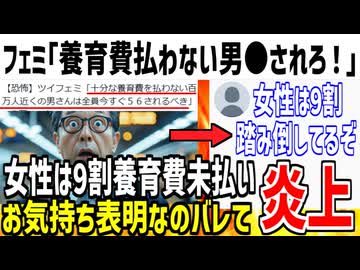 フェミ「養育費払わない男●されろ！」
【恐怖】ツイフェミ「十分な養育費を払わない百
万人近くの男さんは全員今すぐ５６されるべき」
女性は9割
踏み倒してるぞ
女性は9割養育費未払い
お気持ち表明なのバレて
炎上